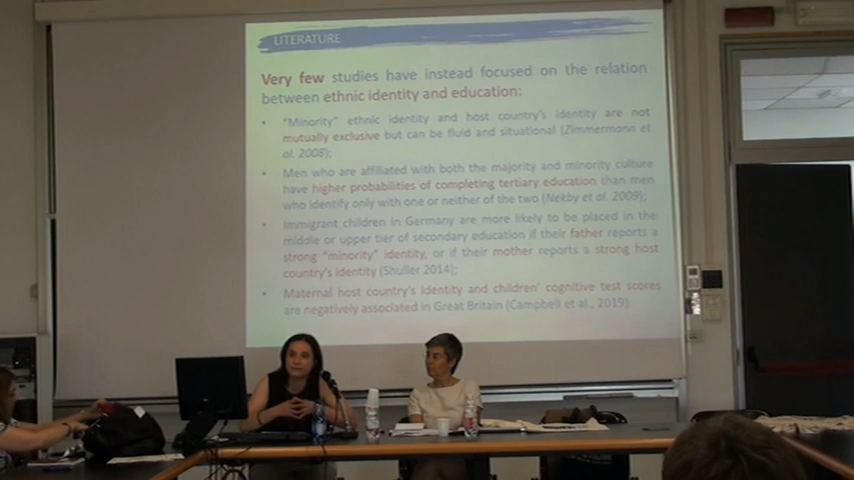 LITERATURE
Very few studies have instead focused on the relation
between ethnic identity and education:
• "Minority" ethnic identity and host country's identity are not
mutually exclusive but can be fluid and situational (Zimmermann et
al. 2008);
• Men who are affiliated with both the majority and minority culture
have higher probabilities of completing tertiary education than men
who identify only with one or neither of the two (Nekby et al. 2009);
• Immigrant children in Germany are more likely to be placed in the
middle or upper tier of secondary education if their father reports a
strong "minority" identity, or if their mother reports a strong host
country's identity (Shuller 2014);
• Maternal host country's identity and children' cognitive test scores
are negatively associated in Great Britain (Campbell et al., 2019).